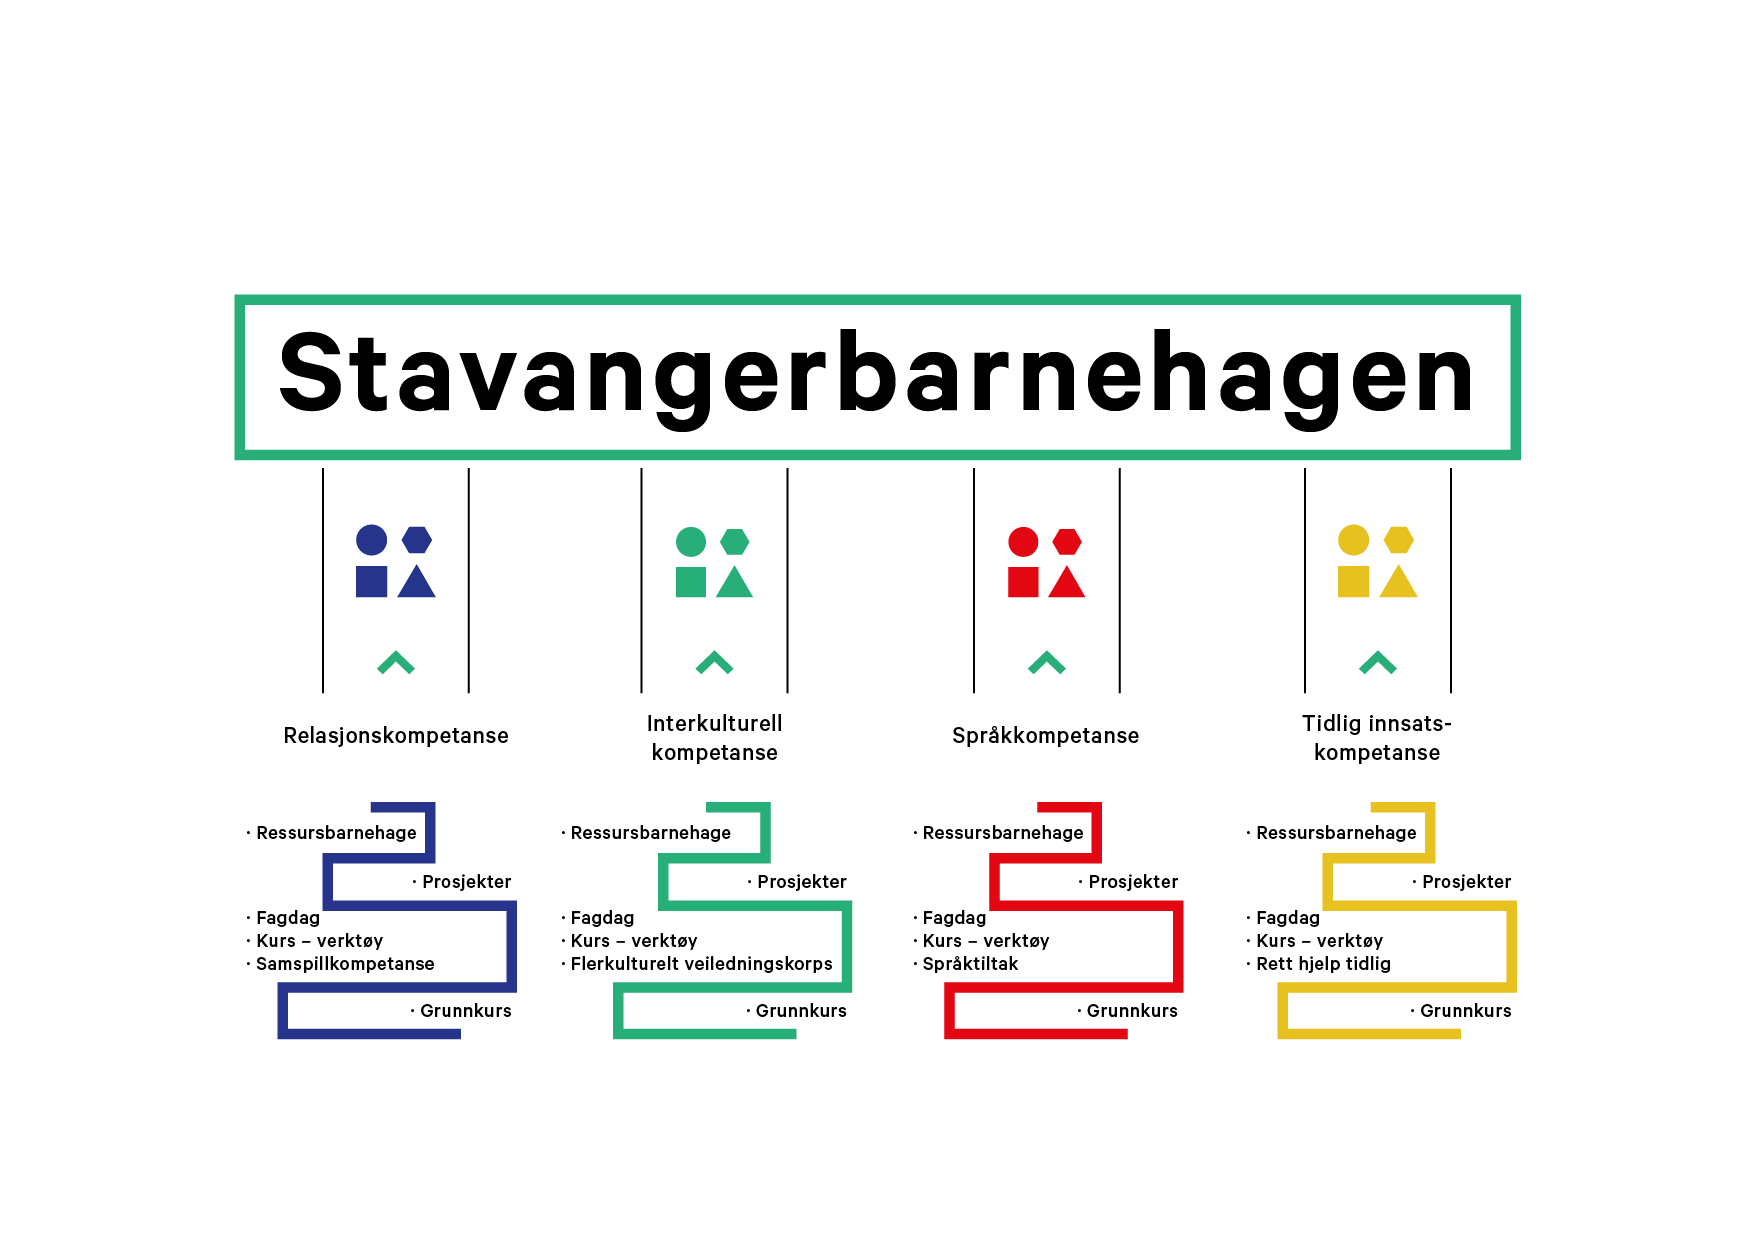 Stavangerbarnehagen
Relasjonskompetanse
Interkulturell
kompetanse
Språkkompetanse
Tidlig innsats-
kompetanse
· Ressursbarnehage
· Prosjekter
· Fagdag
· Kurs – verktøy
· Samspillkompetanse
· Grunnkurs
· Ressursbarnehage
· Prosjekter
· Fagdag
· Kurs – verktøy
· Flerkulturelt veiledningskorps
· Grunnkurs
· Ressursbarnehage
· Prosjekter
· Fagdag
· Kurs – verktøy
· Språktiltak
· Grunnkurs
· Ressursbarnehage
· Prosjekter
· Fagdag
· Kurs – verktøy
· Rett hjelp tidlig
· Grunnkurs